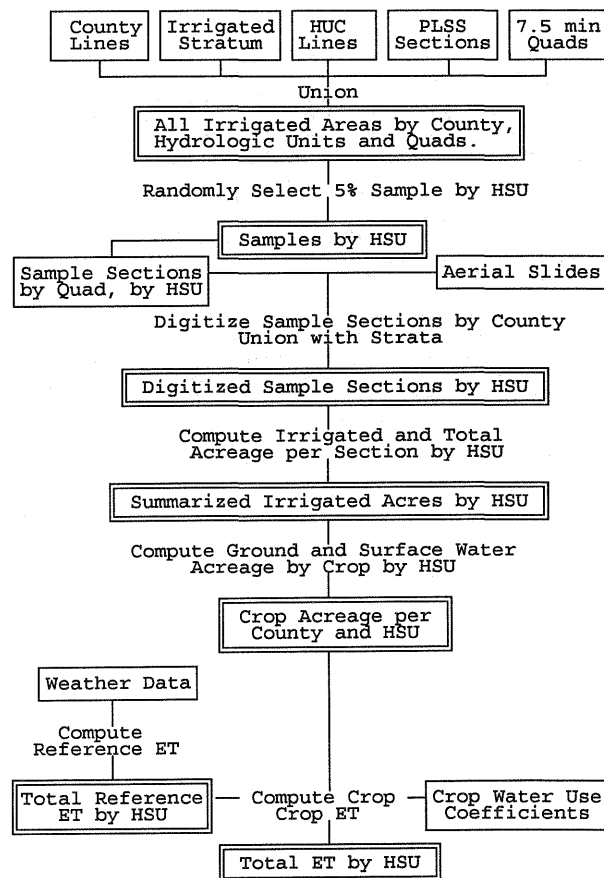 County Lines
Irrigated Stratum
HUC Lines
PLSS Sections
7.5 min Quads
Union
All Irrigated Areas by County,
Hydrologic Units and Quads.
Randomly Select 5% Sample by HSU
Samples by HSU
Sample Sections
by Quad, by HSU
Aerial Slides
Digitize Sample Sections by County
Union with Strata
Digitized Sample Sections by HSU
Compute Irrigated and Total
Acreage per Section by HSU
Summarized Irrigated Acres by HSU
Compute Ground and Surface Water
Acreage by Crop by HSU
Crop Acreage per
County and HSU
Weather Data
Compute
Reference ET
Total Reference
ET by HSU
Compute Crop
Crop ET
Crop Water Use
Coefficients
Total ET by HSU